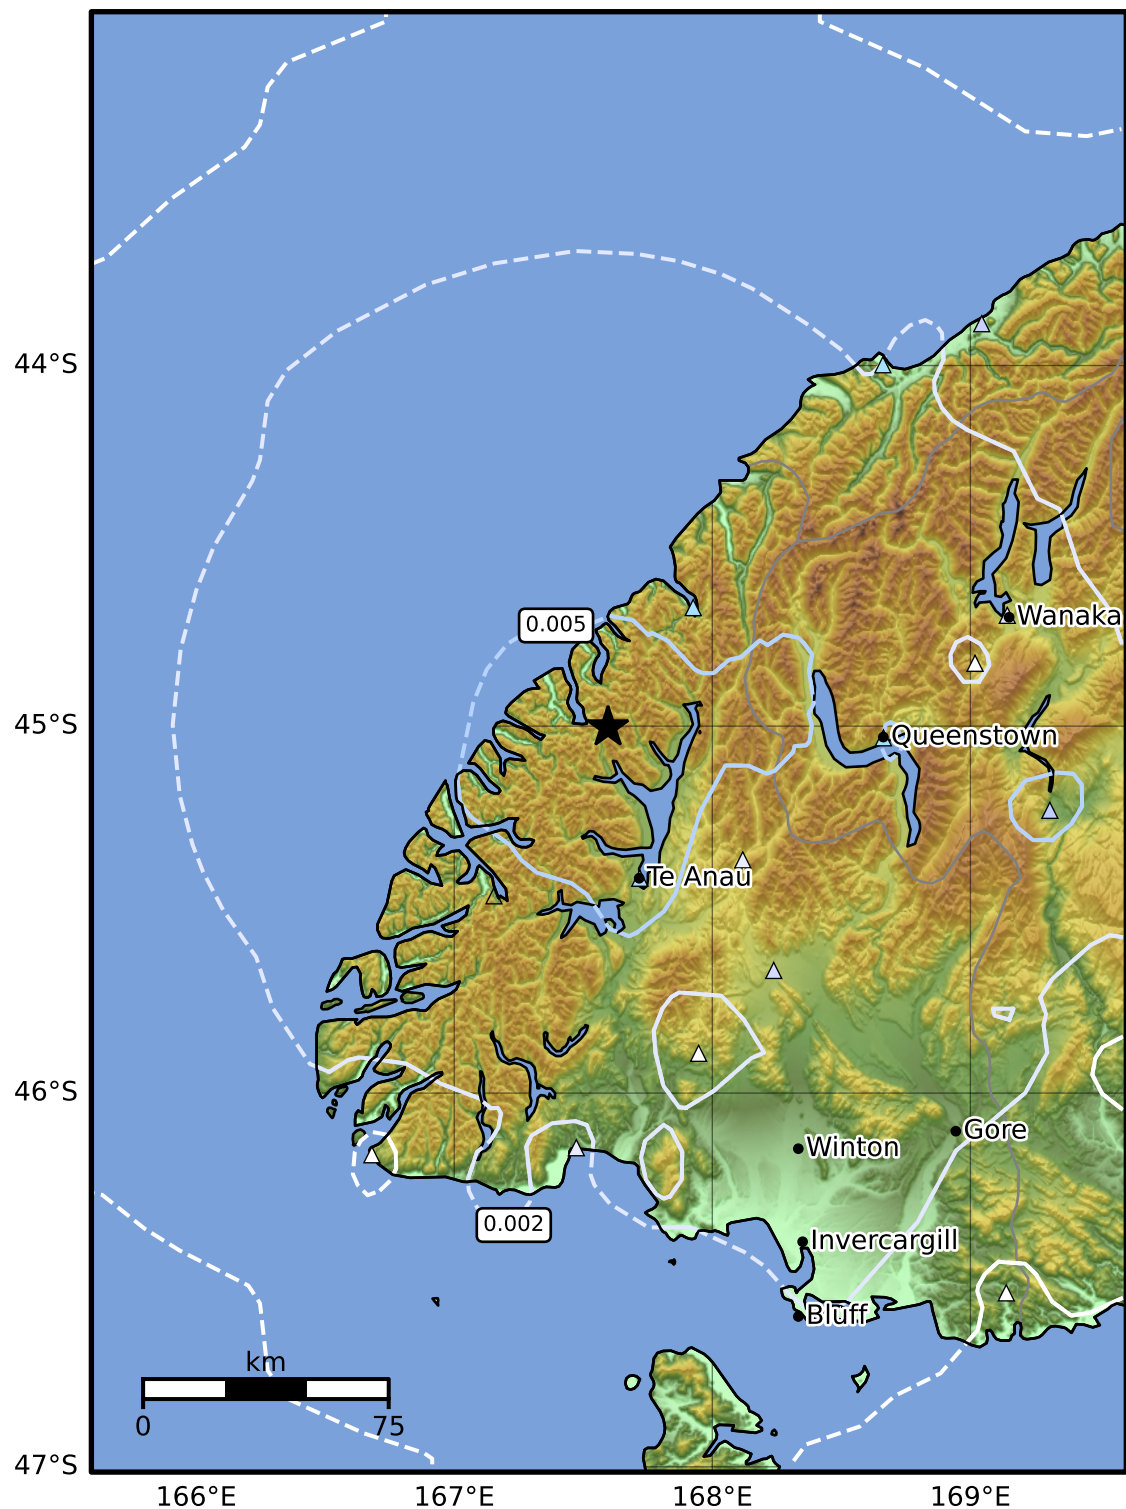 44°S
0.005
Wanaka
45°S
Queenstown
Te Anau
46°S
Gore
Winton
0.002
Invercargill
Bluff
km
0 75
47°S
166°E 167°E 168°E 169°E